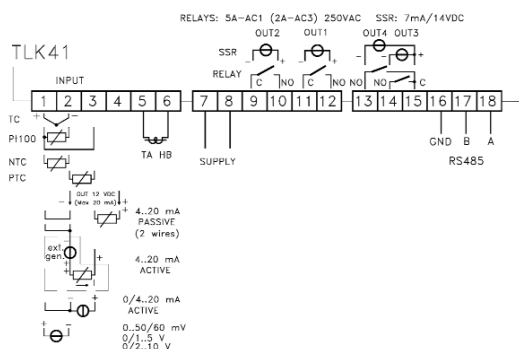 RELAYS: 5A-AC1 (2A-AC3) 250VAC SSR: 7mA/14VDC
OUT2 OUT1 OUT4 OUT3
TLK41
SSR - + - + - - +
RELAY
INPUT
C NO C NO NO NO C
1 2 3 4 5 6 7 8 9 10 11 12 13 14 15 16 17 18
TC + -
Pt100
TA HB
SUPPLY
GND B A
RS485
NTC
PTC
OUT 12 VDC
(Max 20 mA)
- - + +
4..20 mA
PASSIVE
(2 wires)
ext.
gen.
- +
4..20 mA
ACTIVE
- +
0/4..20 mA
ACTIVE
+ -
0..50/60 mV
0/1..5 V
0/2..10 V